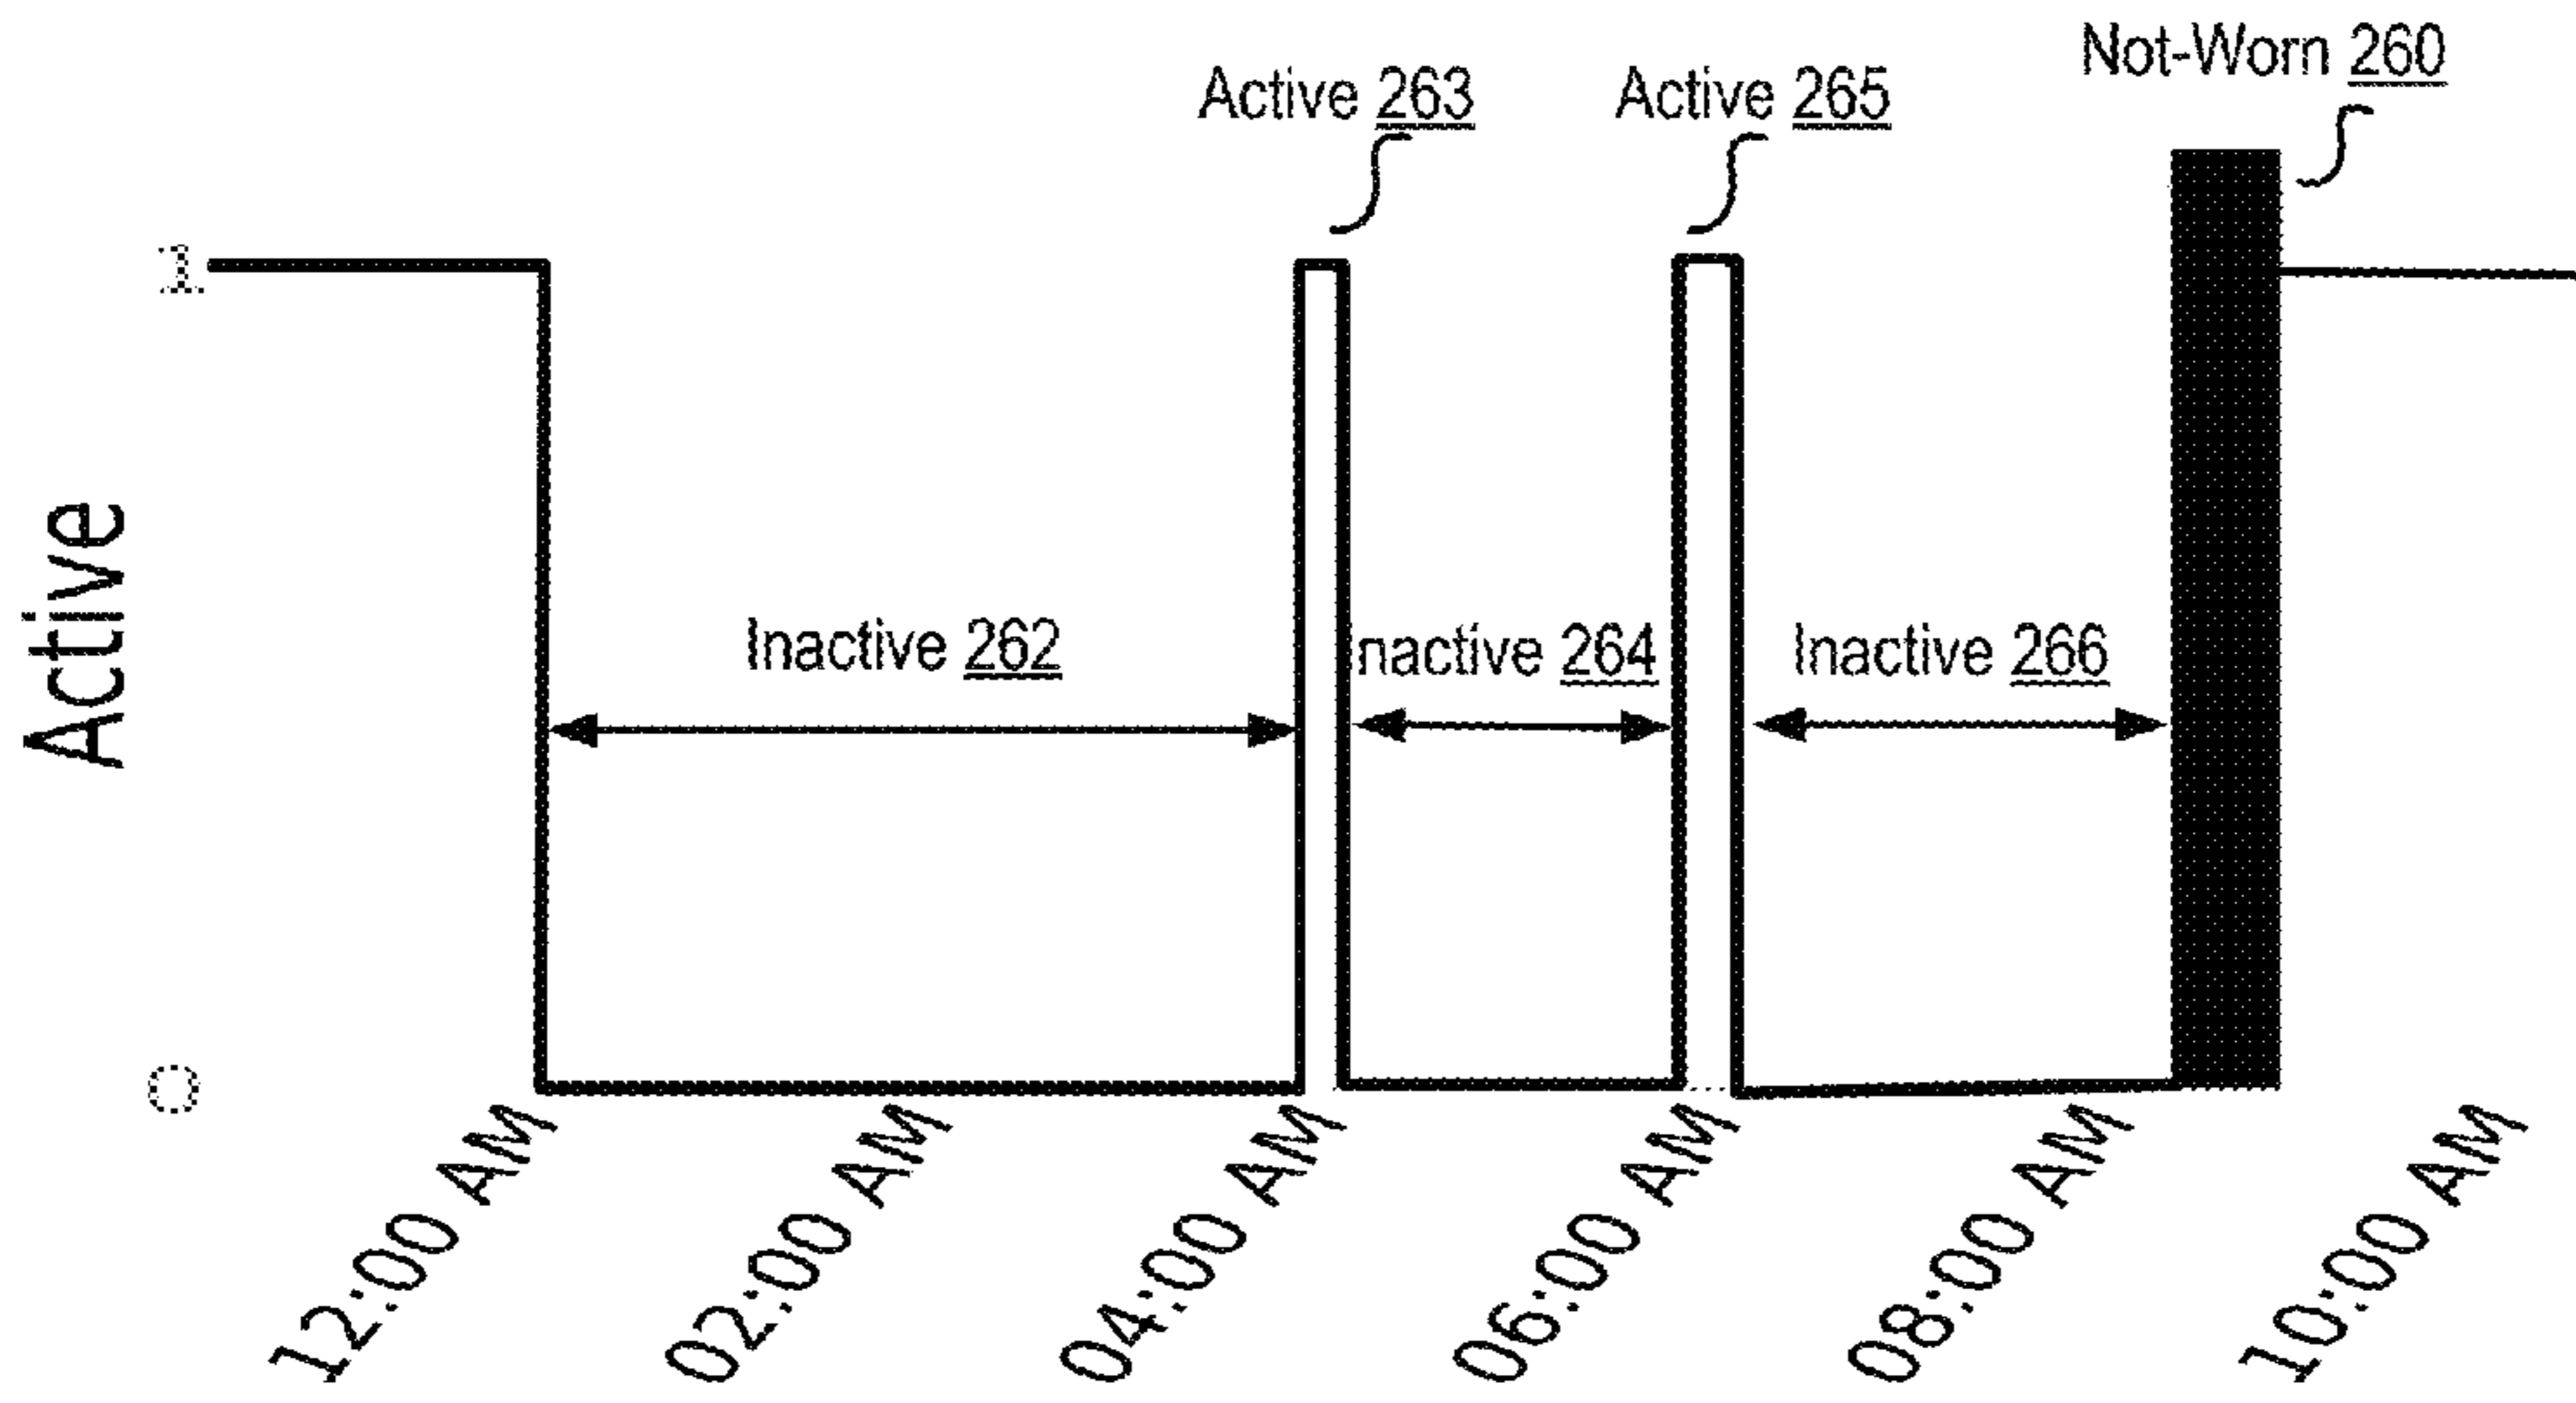 Not-Worn 260
Active 263
Active 265
1
Active
Inactive 262
nactive 264
Inactive 266
0
12:00 AM
02:00 AM
04:00 AM
06:00 AM
08:00 AM
10:00 AM